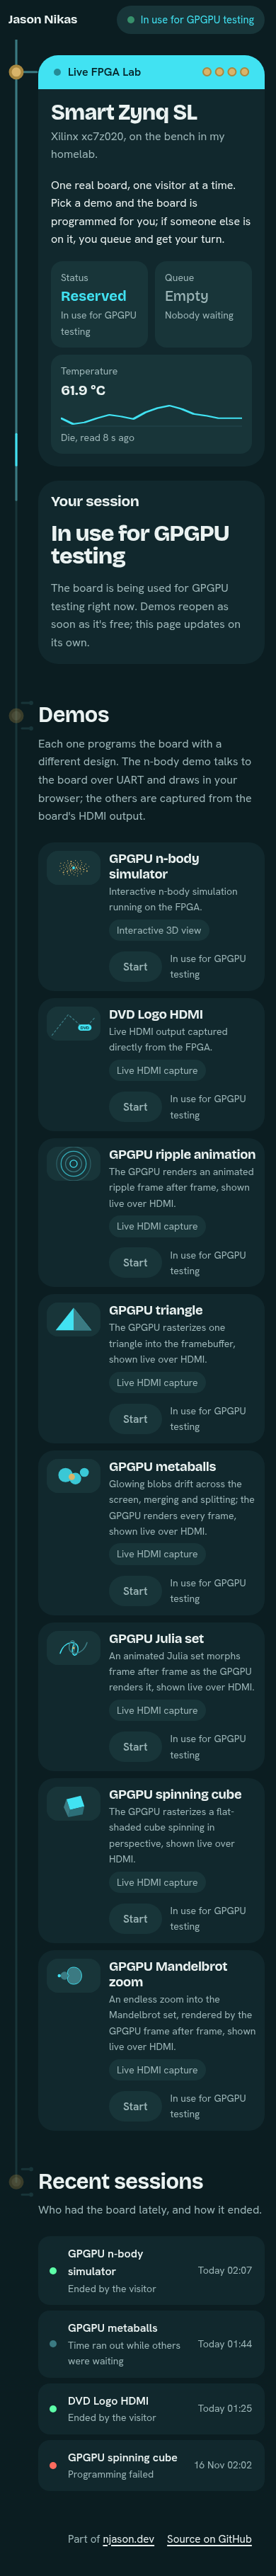 Jason Nikas
In use for GPGPU testing
Live FPGA Lab
Smart Zynq SL
Xilinx xc7z020, on the bench in my
homelab.
One real board, one visitor at a time.
Pick a demo and the board is
programmed for you; if someone else is
on it, you queue and get your turn.
Status
Reserved
In use for GPGPU
testing
Queue
Empty
Nobody waiting
Temperature
61.9 °C
Die, read 8 s ago
Your session
In use for GPGPU
testing
The board is being used for GPGPU
testing right now. Demos reopen as
soon as it's free; this page updates on
its own.
Demos
Each one programs the board with a
different design. The n-body demo talks to
the board over UART and draws in your
browser; the others are captured from the
board's HDMI output.
GPGPU n-body
simulator
Interactive n-body simulation
running on the FPGA.
Interactive 3D view
Start
In use for GPGPU
testing
DVD Logo HDMI
Live HDMI output captured
directly from the FPGA.
Live HDMI capture
Start
In use for GPGPU
testing
GPGPU ripple animation
The GPGPU renders an animated
ripple frame after frame, shown
live over HDMI.
Live HDMI capture
Start
In use for GPGPU
testing
GPGPU triangle
The GPGPU rasterizes one
triangle into the framebuffer,
shown live over HDMI.
Live HDMI capture
Start
In use for GPGPU
testing
GPGPU metaballs
Glowing blobs drift across the
screen, merging and splitting; the
GPGPU renders every frame,
shown live over HDMI.
Live HDMI capture
Start
In use for GPGPU
testing
GPGPU Julia set
An animated Julia set morphs
frame after frame as the GPGPU
renders it, shown live over HDMI.
Live HDMI capture
Start
In use for GPGPU
testing
GPGPU spinning cube
The GPGPU rasterizes a flat-
shaded cube spinning in
perspective, shown live over
HDMI.
Live HDMI capture
Start
In use for GPGPU
testing
GPGPU Mandelbrot
zoom
An endless zoom into the
Mandelbrot set, rendered by the
GPGPU frame after frame, shown
live over HDMI.
Live HDMI capture
Start
In use for GPGPU
testing
Recent sessions
Who had the board lately, and how it ended.
GPGPU n-body
simulator
Ended by the visitor
Today 02:07
GPGPU metaballs
Time ran out while others
were waiting
Today 01:44
DVD Logo HDMI
Ended by the visitor
Today 01:25
GPGPU spinning cube
Programming failed
16 Nov 02:02
Part of njason.dev
Source on GitHub